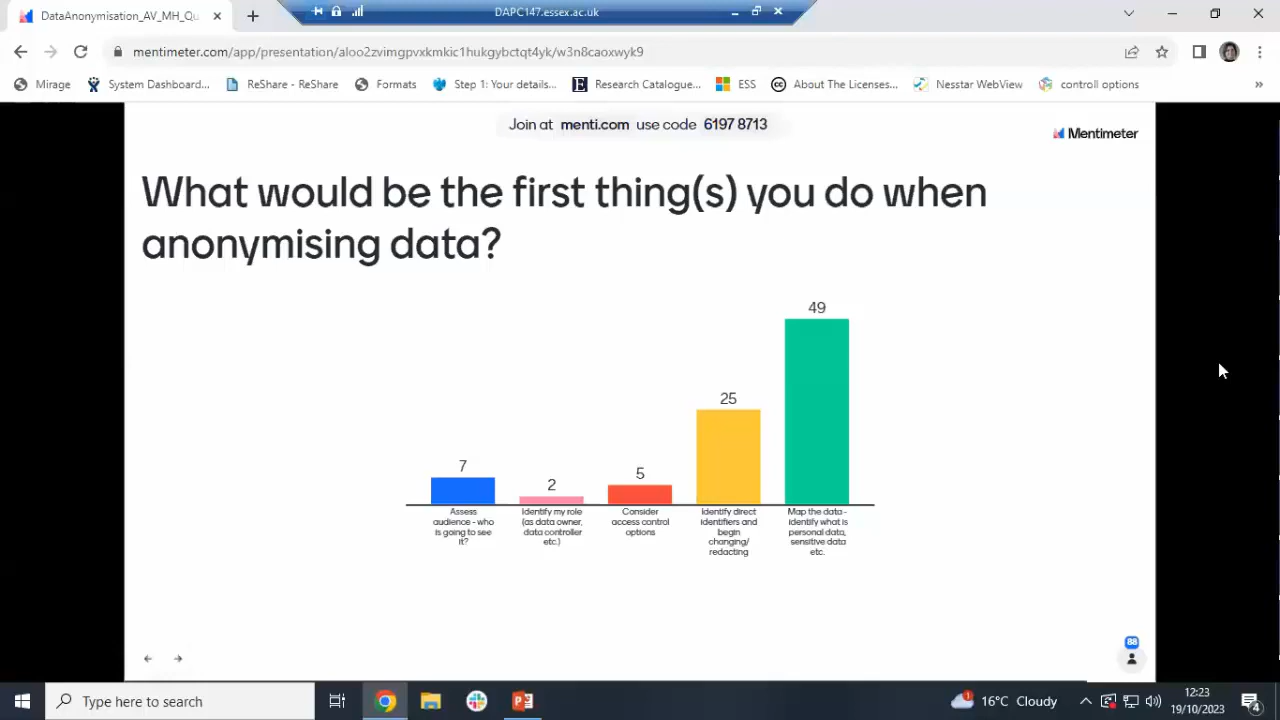 DataAnonymisation_AV_MH_Qu
DAPC147.essex.ac.uk
mentimeter.com/app/presentation/aloo2zvimgpvxkmkic1hukgybctqt4yk/w3n8caoxwyk9
Mirage System Dashboard... ReShare - ReShare Formats Step 1: Your details... Research Catalogue... ESS About The Licenses... Nesstar WebView controll options »
Join at menti.com use code 6197 8713
Mentimeter
What would be the first thing(s) you do when
anonymising data?
7
2
5
25
49
Assess
audience - who
is going to see
it?
Identify my role
(as data owner,
data controller
etc.)
Consider
access control
options
Identify direct
identifiers and
begin
changing/
redacting
Map the data -
identify what is
personal data,
sensitive data
etc.
88
Type here to search
1
16°C Cloudy
12:23
19/10/2023
4